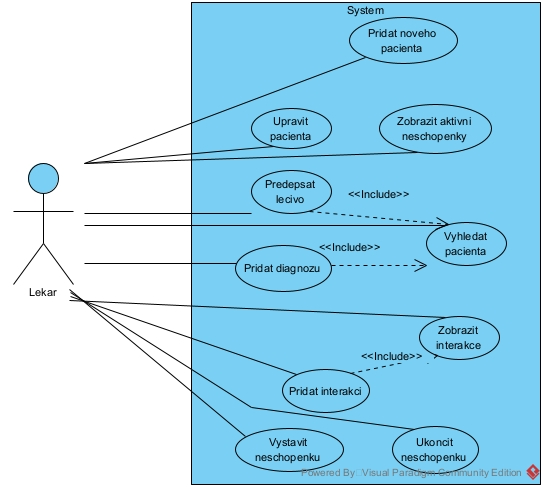 System
Pridat noveho
pacienta
Upravit
pacienta
Zobrazit aktivni
neschopenky
Predepsat
lecivo
<<Include>>
Vyhledat
pacienta
<<Include>>
Pridat diagnozu
Lekar
Zobrazit
interakce
<<Include>>
Pridat interakci
Vystavit
neschopenku
Ukoncit
neschopenku
Powered By: Visual Paradigm Community Edition